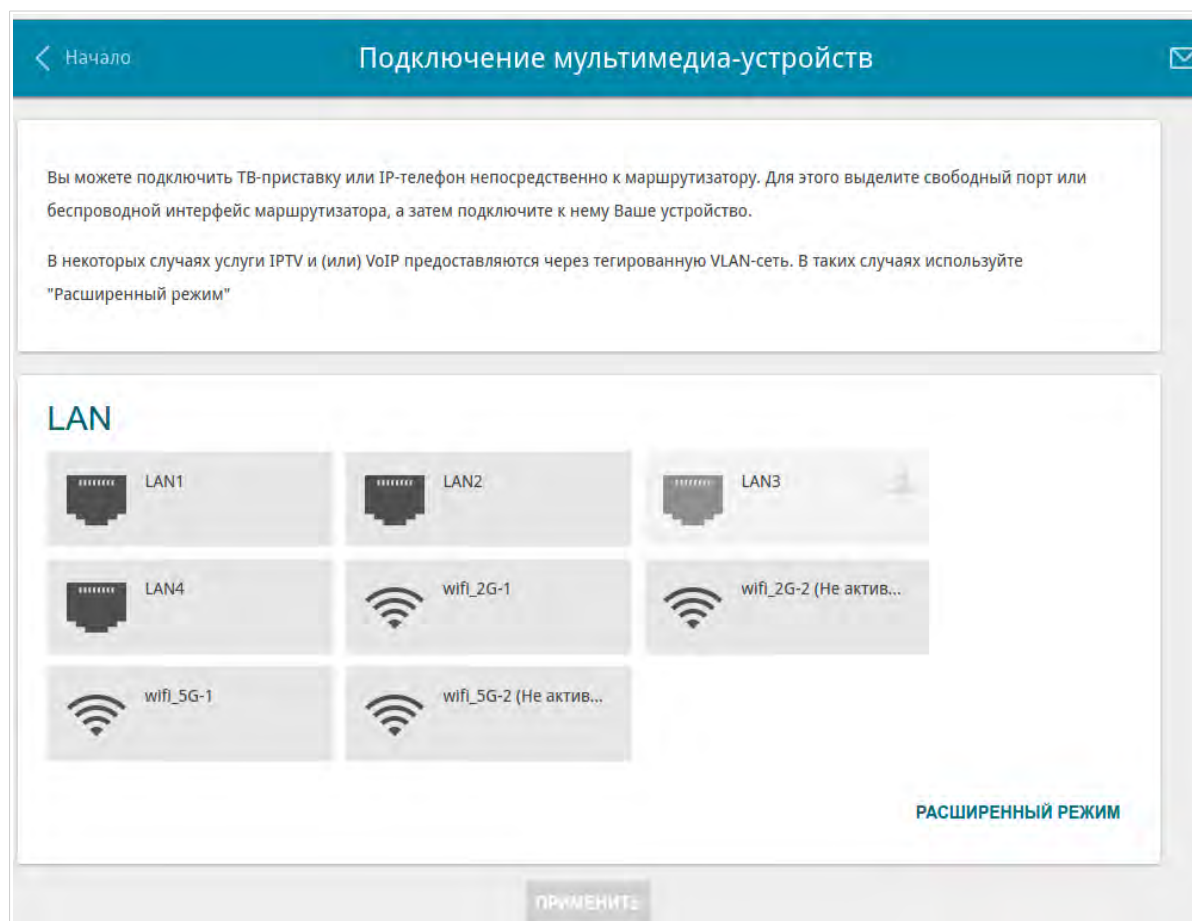 Начало
Подключение мультимедиа-устройств
Вы можете подключить ТВ-приставку или IP-телефон непосредственно к маршрутизатору. Для этого выделите свободный порт или
беспроводной интерфейс маршрутизатора, а затем подключите к нему Ваше устройство.
В некоторых случаях услуги IPTV и (или) VoIP предоставляются через тегированную VLAN-сеть. В таких случаях используйте
"Расширенный режим"
LAN
LAN1
LAN2
LAN3
LAN4
wifi_2G-1
wifi_2G-2 (Не актив...
wifi_5G-1
wifi_5G-2 (Не актив...
РАСШИРЕННЫЙ РЕЖИМ
ПРИМЕНИТЬ